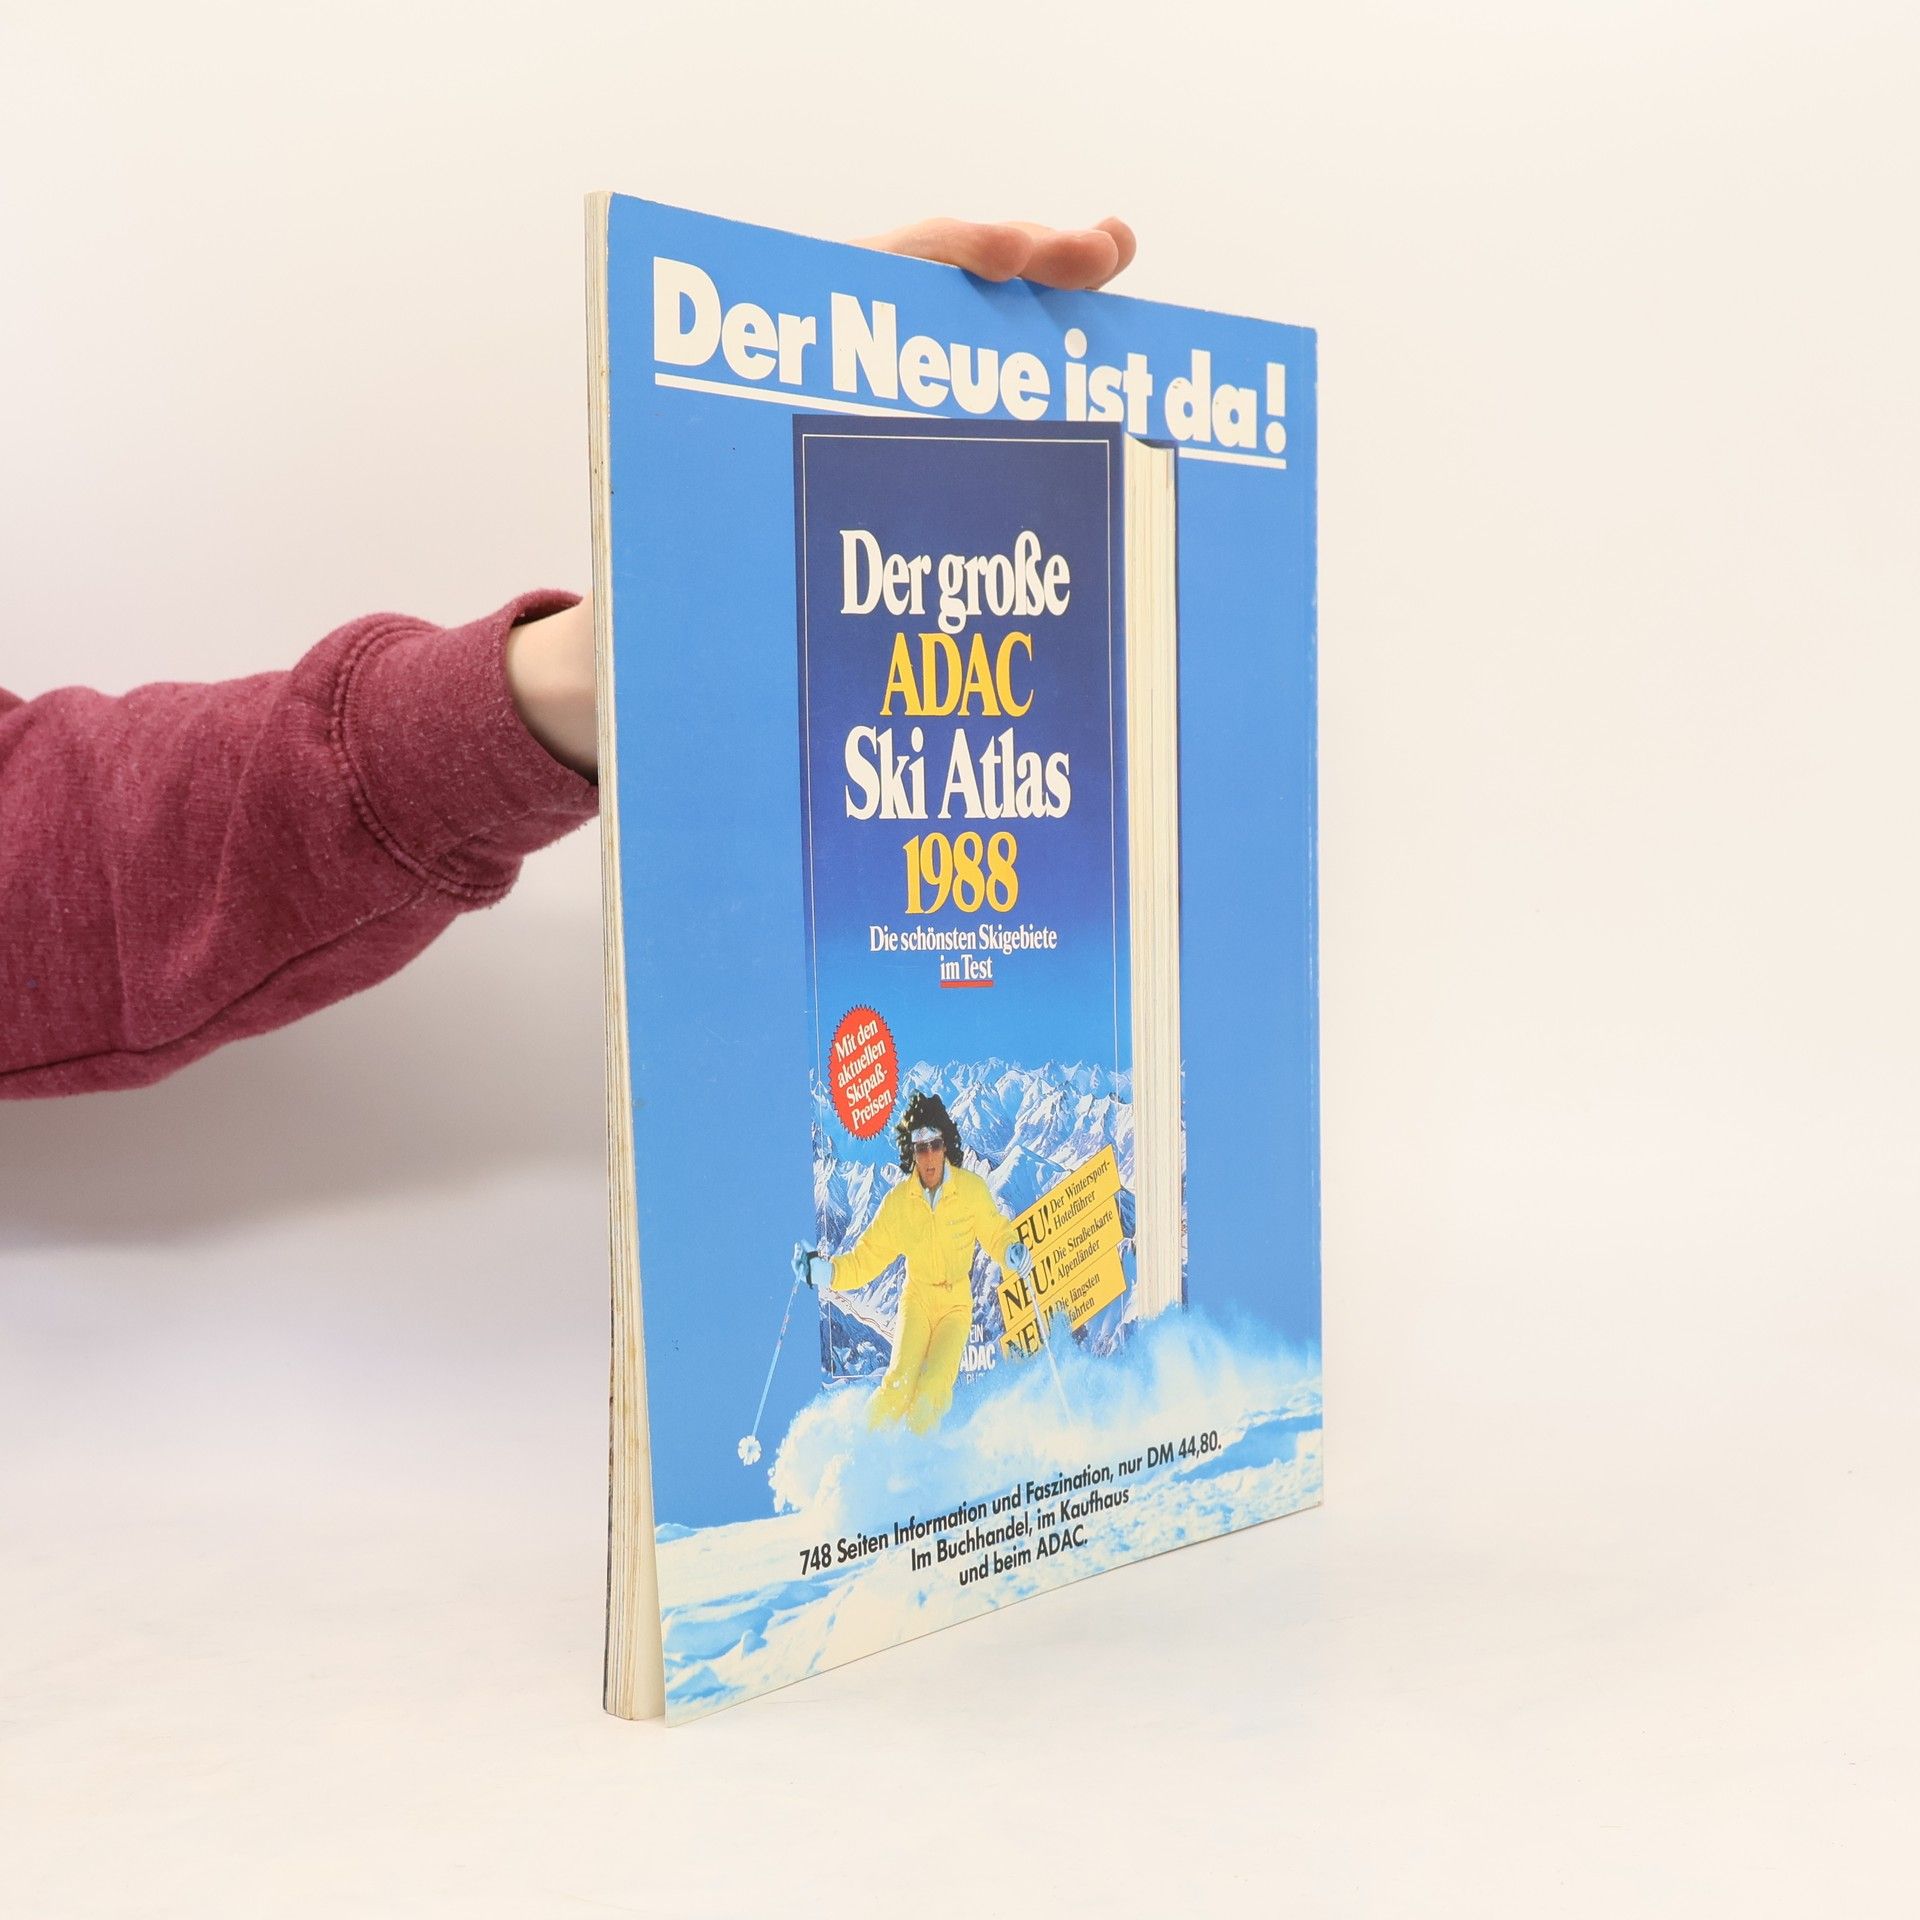 Der Neue ist da!
Der große
ADAC
Ski Atlas
1988
Die schönsten Skigebiete
im Test
Mit den
aktuellen
Skipaß-
Preisen
Der Wintersport-
Hotelführer
NEU! Die Straßenkarte
Alpenländer
Die längsten
EIN
ADAC
748 Seiten Information und Faszination, nur DM 44,80.
Im Buchhandel, im Kaufhaus
und beim ADAC.